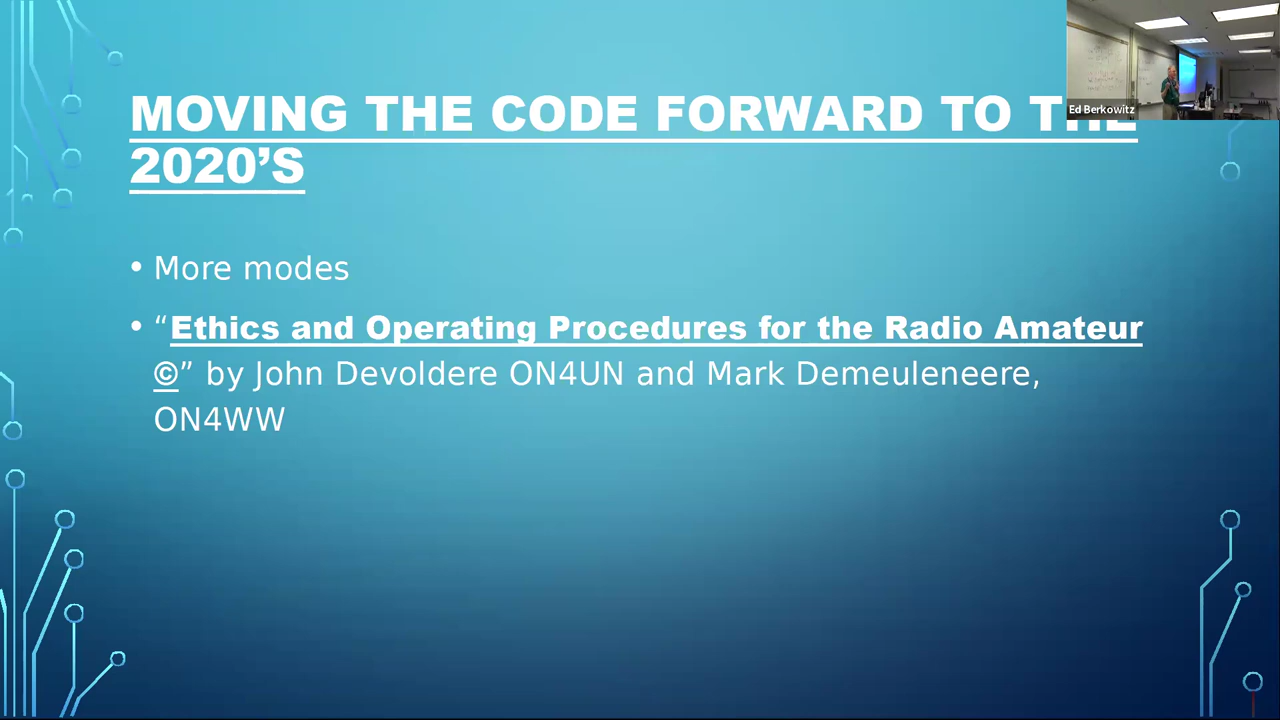 MOVING THE CODE FORWARD TO THE
2020’S
Ed Berkowitz
• More modes
• “Ethics and Operating Procedures for the Radio Amateur
©” by John Devoldere ON4UN and Mark Demeuleneere,
ON4WW